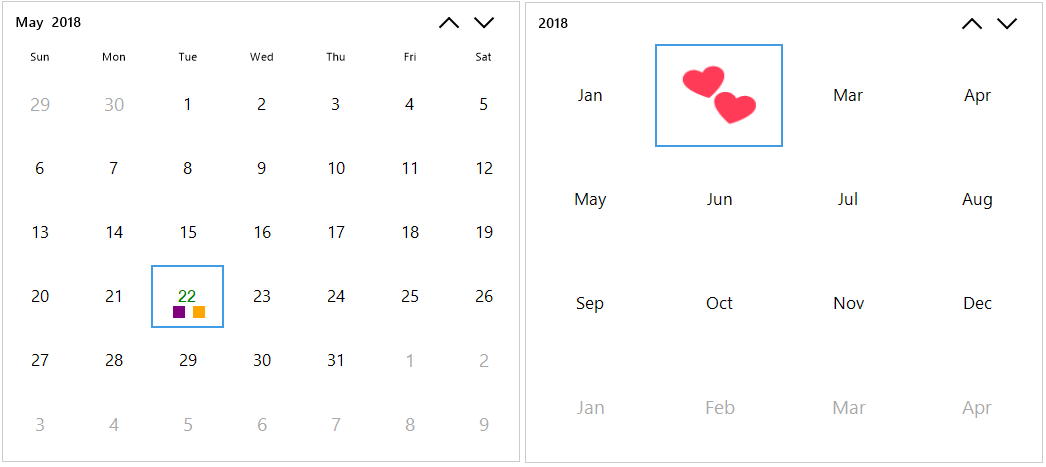 May 2018
Sun Mon Tue Wed Thu Fri Sat
29 30 1 2 3 4 5
6 7 8 9 10 11 12
13 14 15 16 17 18 19
20 21 22 23 24 25 26
27 28 29 30 31 1 2
3 4 5 6 7 8 9
2018
Jan Mar Apr
May Jun Jul Aug
Sep Oct Nov Dec
Jan Feb Mar Apr